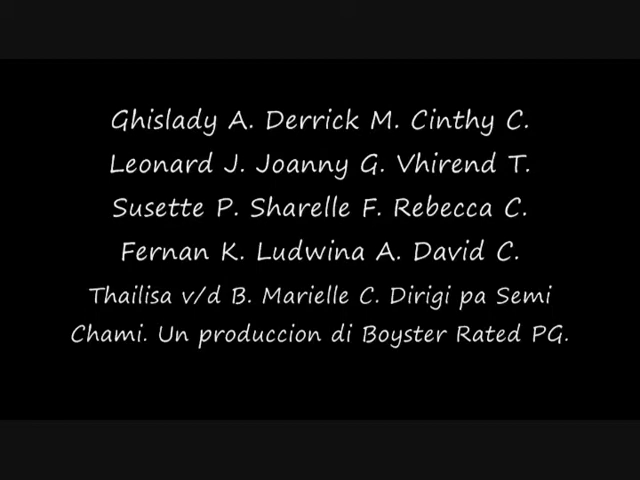 Ghislady A. Derrick M. Cinthy C.
Leonard J. Joanny G. Vhirend T.
Susette P. Sharelle F. Rebecca C.
Fernan K. Ludwina A. David C.
Thailisa v/d B. Marielle C. Dirigi pa Semi
Chami. Un produccion di Boyster Rated PG.